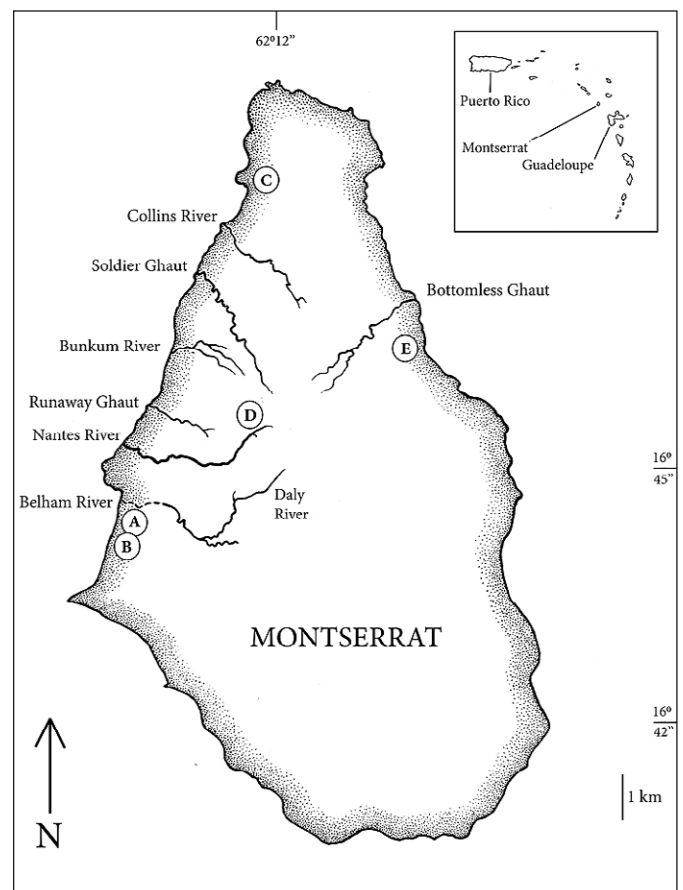 62º12”
Puerto Rico
Montserrat
Guadeloupe
C
Collins River
Soldier Ghaut
Bottomless Ghaut
Bunkum River
E
Runaway Ghaut
D
Nantes River
16º
45”
Belham River
Daly
River
A
B
MONTSERRAT
16º
42”
1 km
N